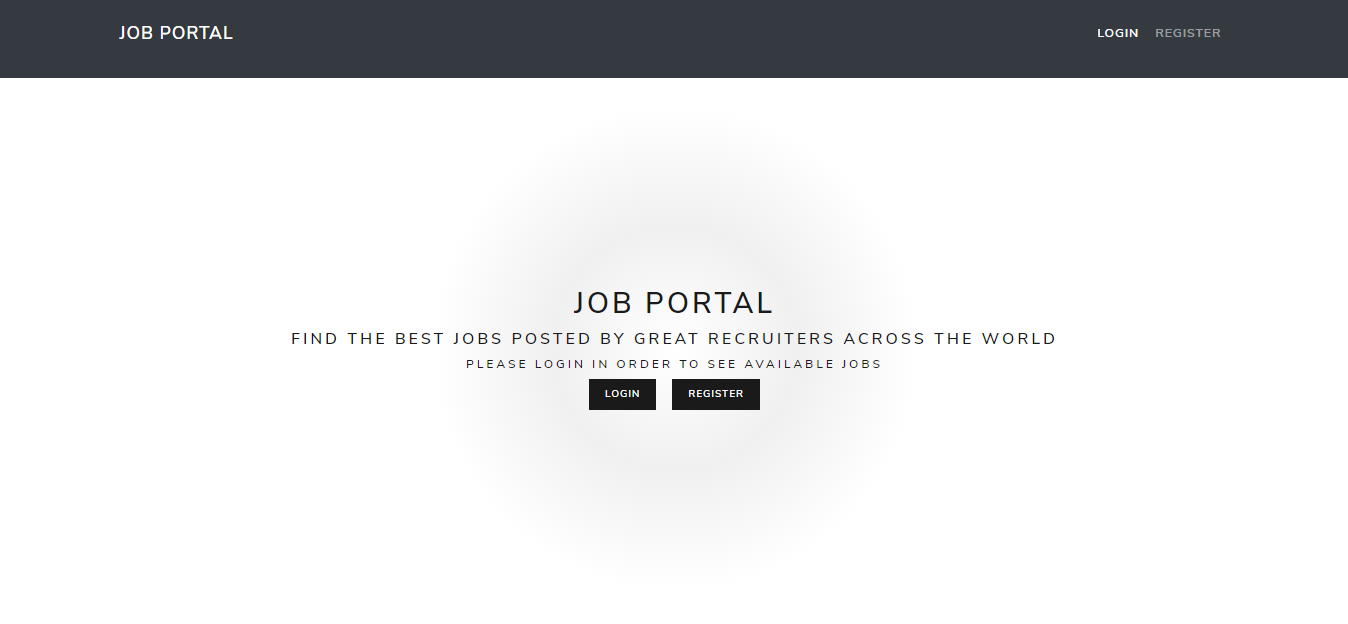 JOB PORTAL
LOGIN REGISTER
JOB PORTAL
FIND THE BEST JOBS POSTED BY GREAT RECRUITERS ACROSS THE WORLD
PLEASE LOGIN IN ORDER TO SEE AVAILABLE JOBS
LOGIN REGISTER